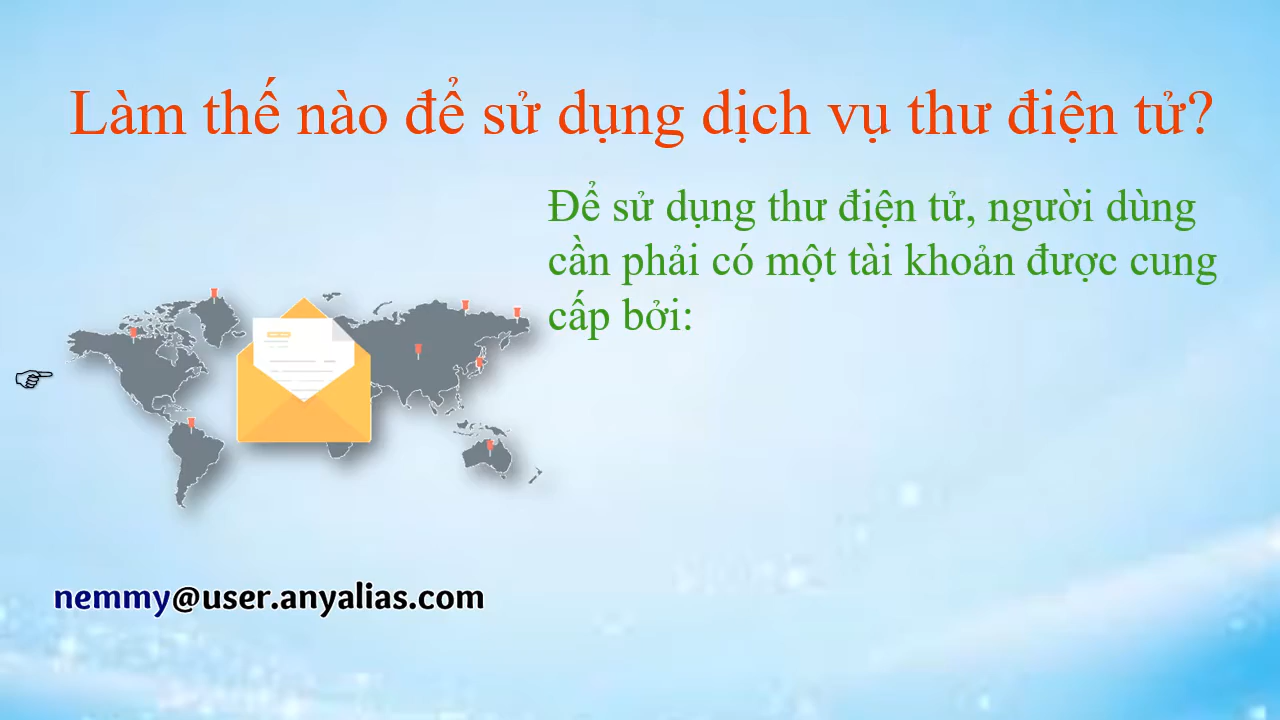 Làm thế nào để sử dụng dịch vụ thư điện tử?
Để sử dụng thư điện tử, người dùng
cần phải có một tài khoản được cung
cấp bởi:
nemmy@user.anyalias.com